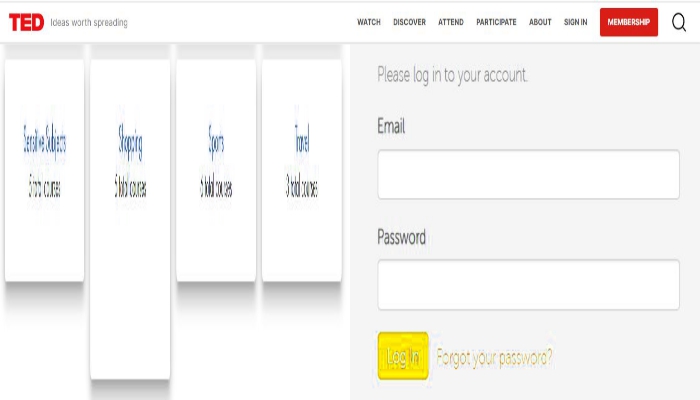 TED Ideas worth spreading
WATCH DISCOVER ATTEND PARTICIPATE ABOUT SIGN IN MEMBERSHIP
Sensitive Subjects
5 total courses
Shopping
6 total courses
Sports
6 total courses
Travel
3 total courses
Please log in to your account.
Email
Password
Log In Forgot your password?